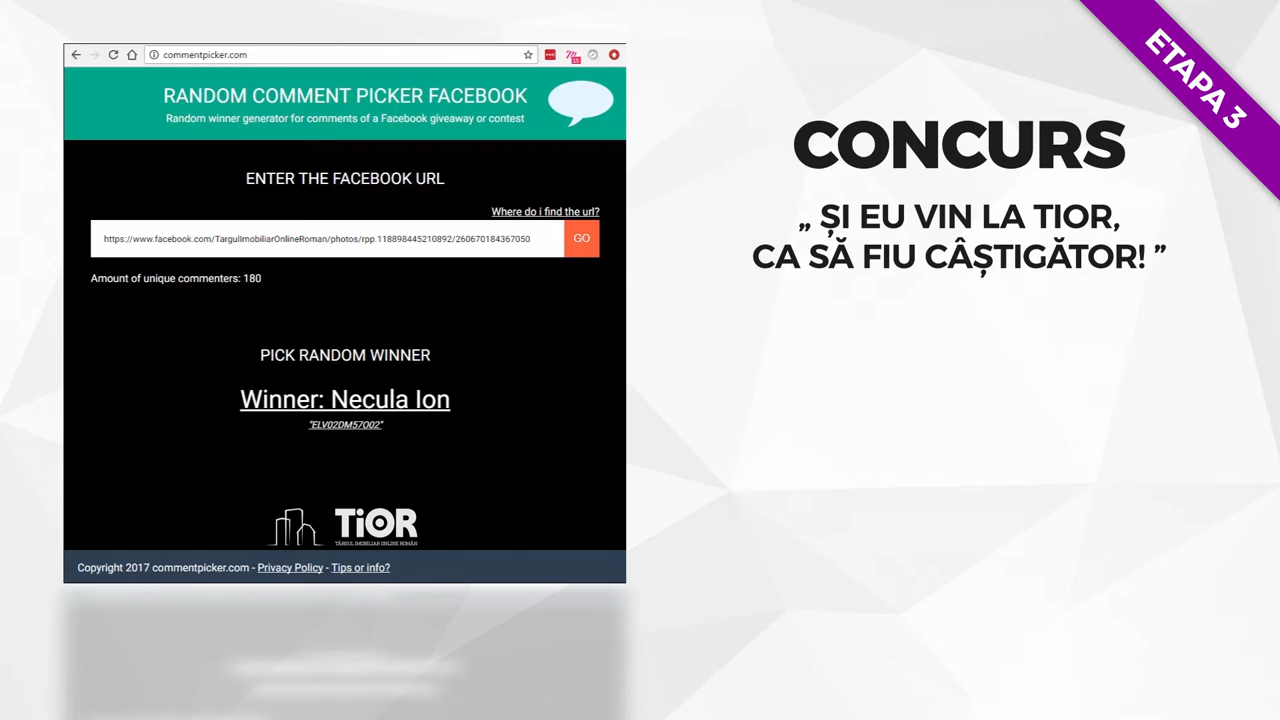 commentpicker.com
RANDOM COMMENT PICKER FACEBOOK
Random winner generator for comments of a Facebook giveaway or contest
ENTER THE FACEBOOK URL
Where do i find the url?
https://www.facebook.com/TargulImobiliarOnlineRoman/photos/rpp.118898445210892/260670184367050
GO
Amount of unique commenters: 180
PICK RANDOM WINNER
Winner: Necula Ion
"ELV02DM57O02"
TiOR
TÂRGUL IMOBILIAR ONLINE ROMÂN
Copyright 2017 commentpicker.com - Privacy Policy - Tips or info?
ETAPA 3
CONCURS
„ ȘI EU VIN LA TIOR,
CA SĂ FIU CÂȘTIGĂTOR! ”